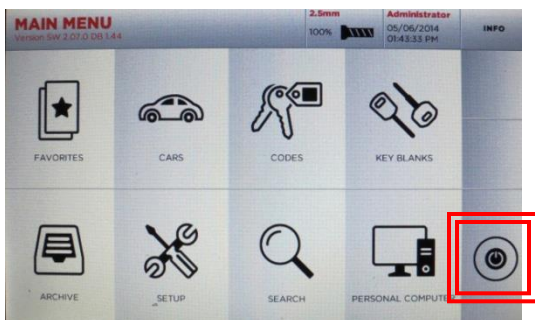 MAIN MENU
Version SW 2.07.0 DB 1.44
2.5mm
100%
Administrator
05/06/2014
01:43:33 PM
INFO
FAVORITES
CARS
CODES
KEY BLANKS
ARCHIVE
SETUP
SEARCH
PERSONAL COMPUTER